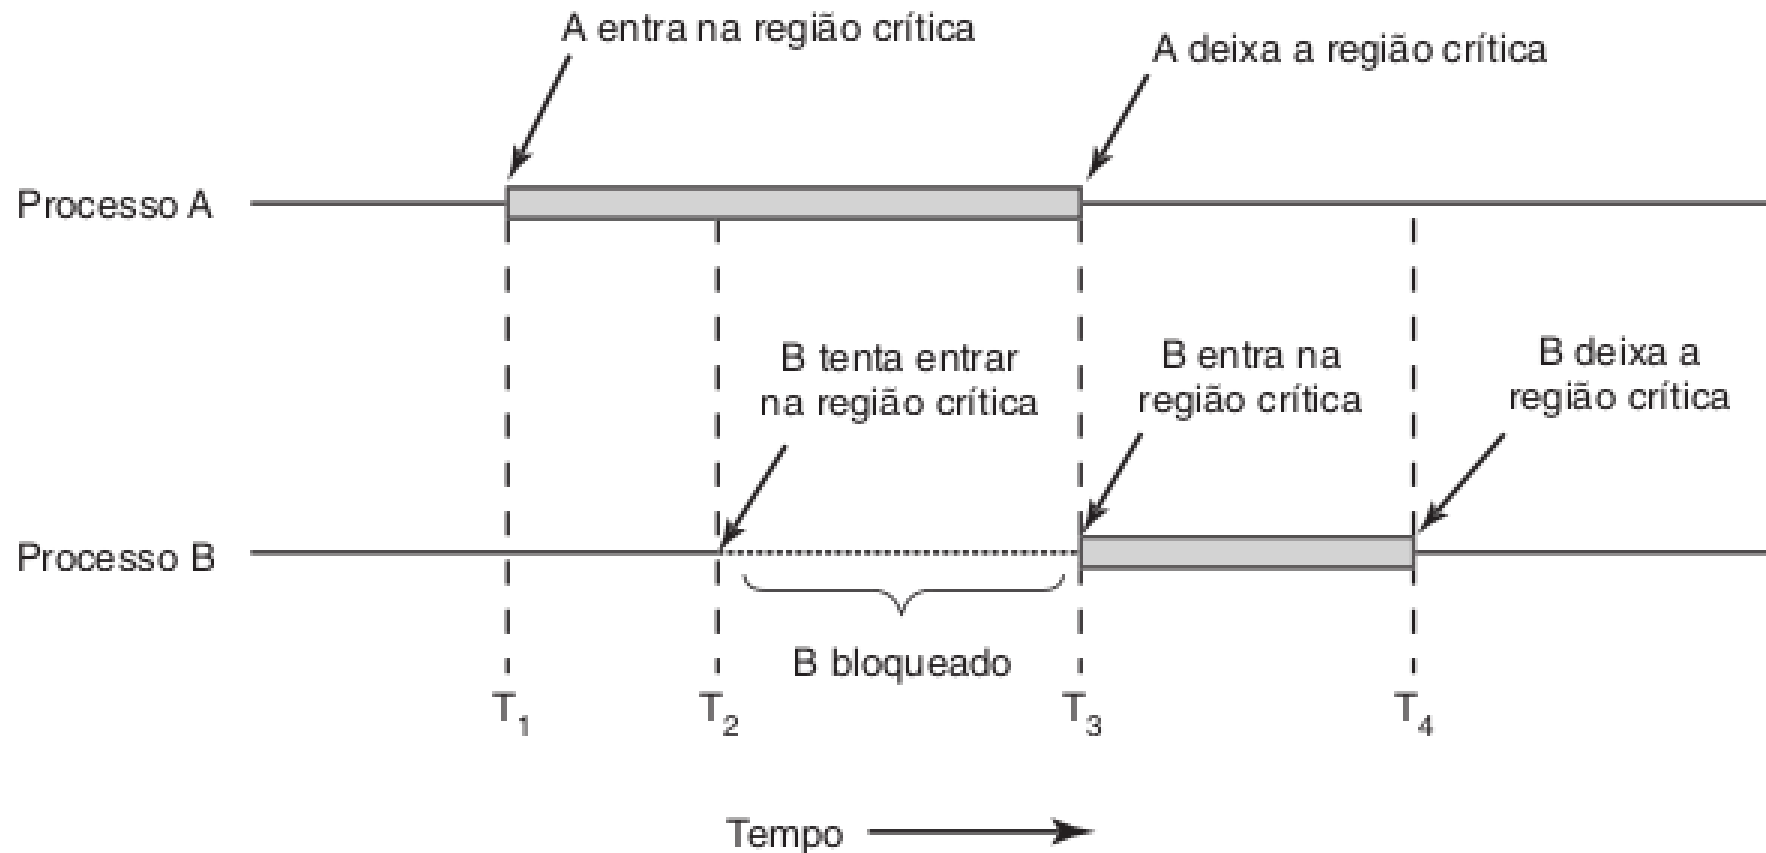 A entra na região crítica
A deixa a região crítica
Processo A
B tenta entrar
na região crítica
B entra na
região crítica
B deixa a
região crítica
Processo B
B bloqueado
T1
T2
T3
T4
Tempo